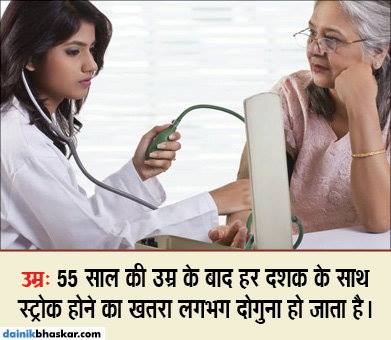 उम्रः 55 साल की उम्र के बाद हर दशक के साथ
स्ट्रोक होने का खतरा लगभग दोगुना हो जाता है।
dainikbhaskar.com